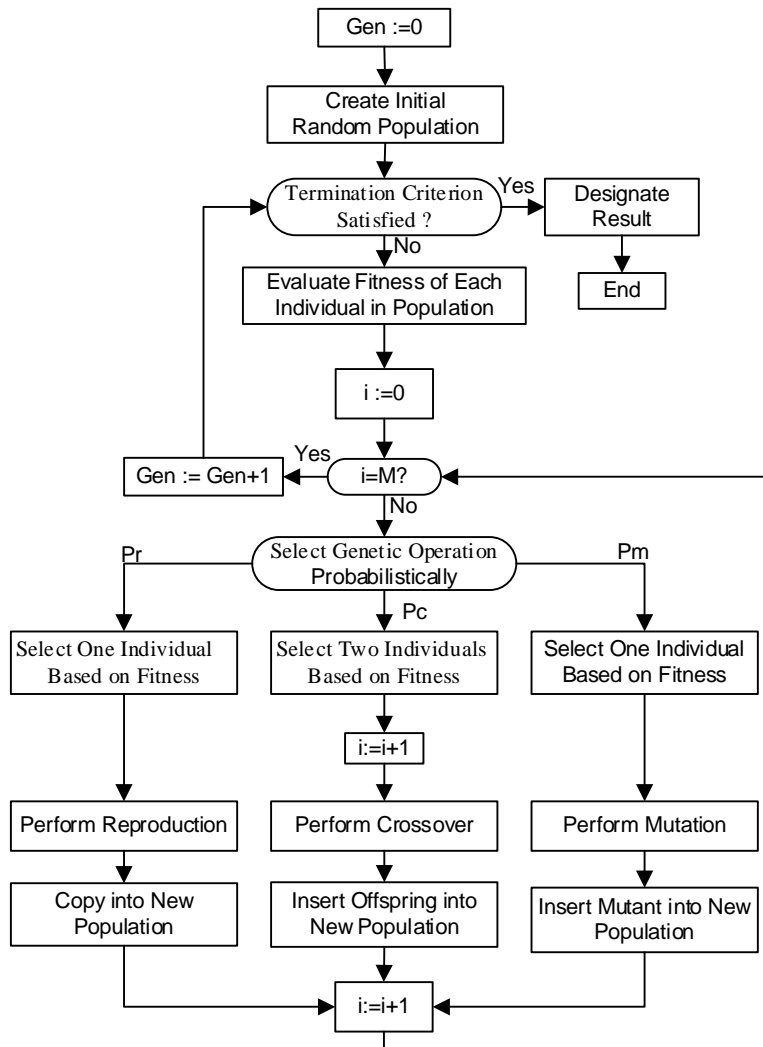 Gen :=0
Create Initial
Random Population
Termination Criterion
Satisfied ?
Yes
Designate
Result
End
No
Evaluate Fitness of Each
Individual in Population
i :=0
Yes
Gen := Gen+1
i=M?
No
Select Genetic Operation
Probabilistically
Pr
Pc
Pm
Select One Individual
Based on Fitness
Select Two Individuals
Based on Fitness
Select One Individual
Based on Fitness
i:=i+1
Perform Reproduction
Perform Crossover
Perform Mutation
Copy into New
Population
Insert Offspring into
New Population
Insert Mutant into New
Population
i:=i+1